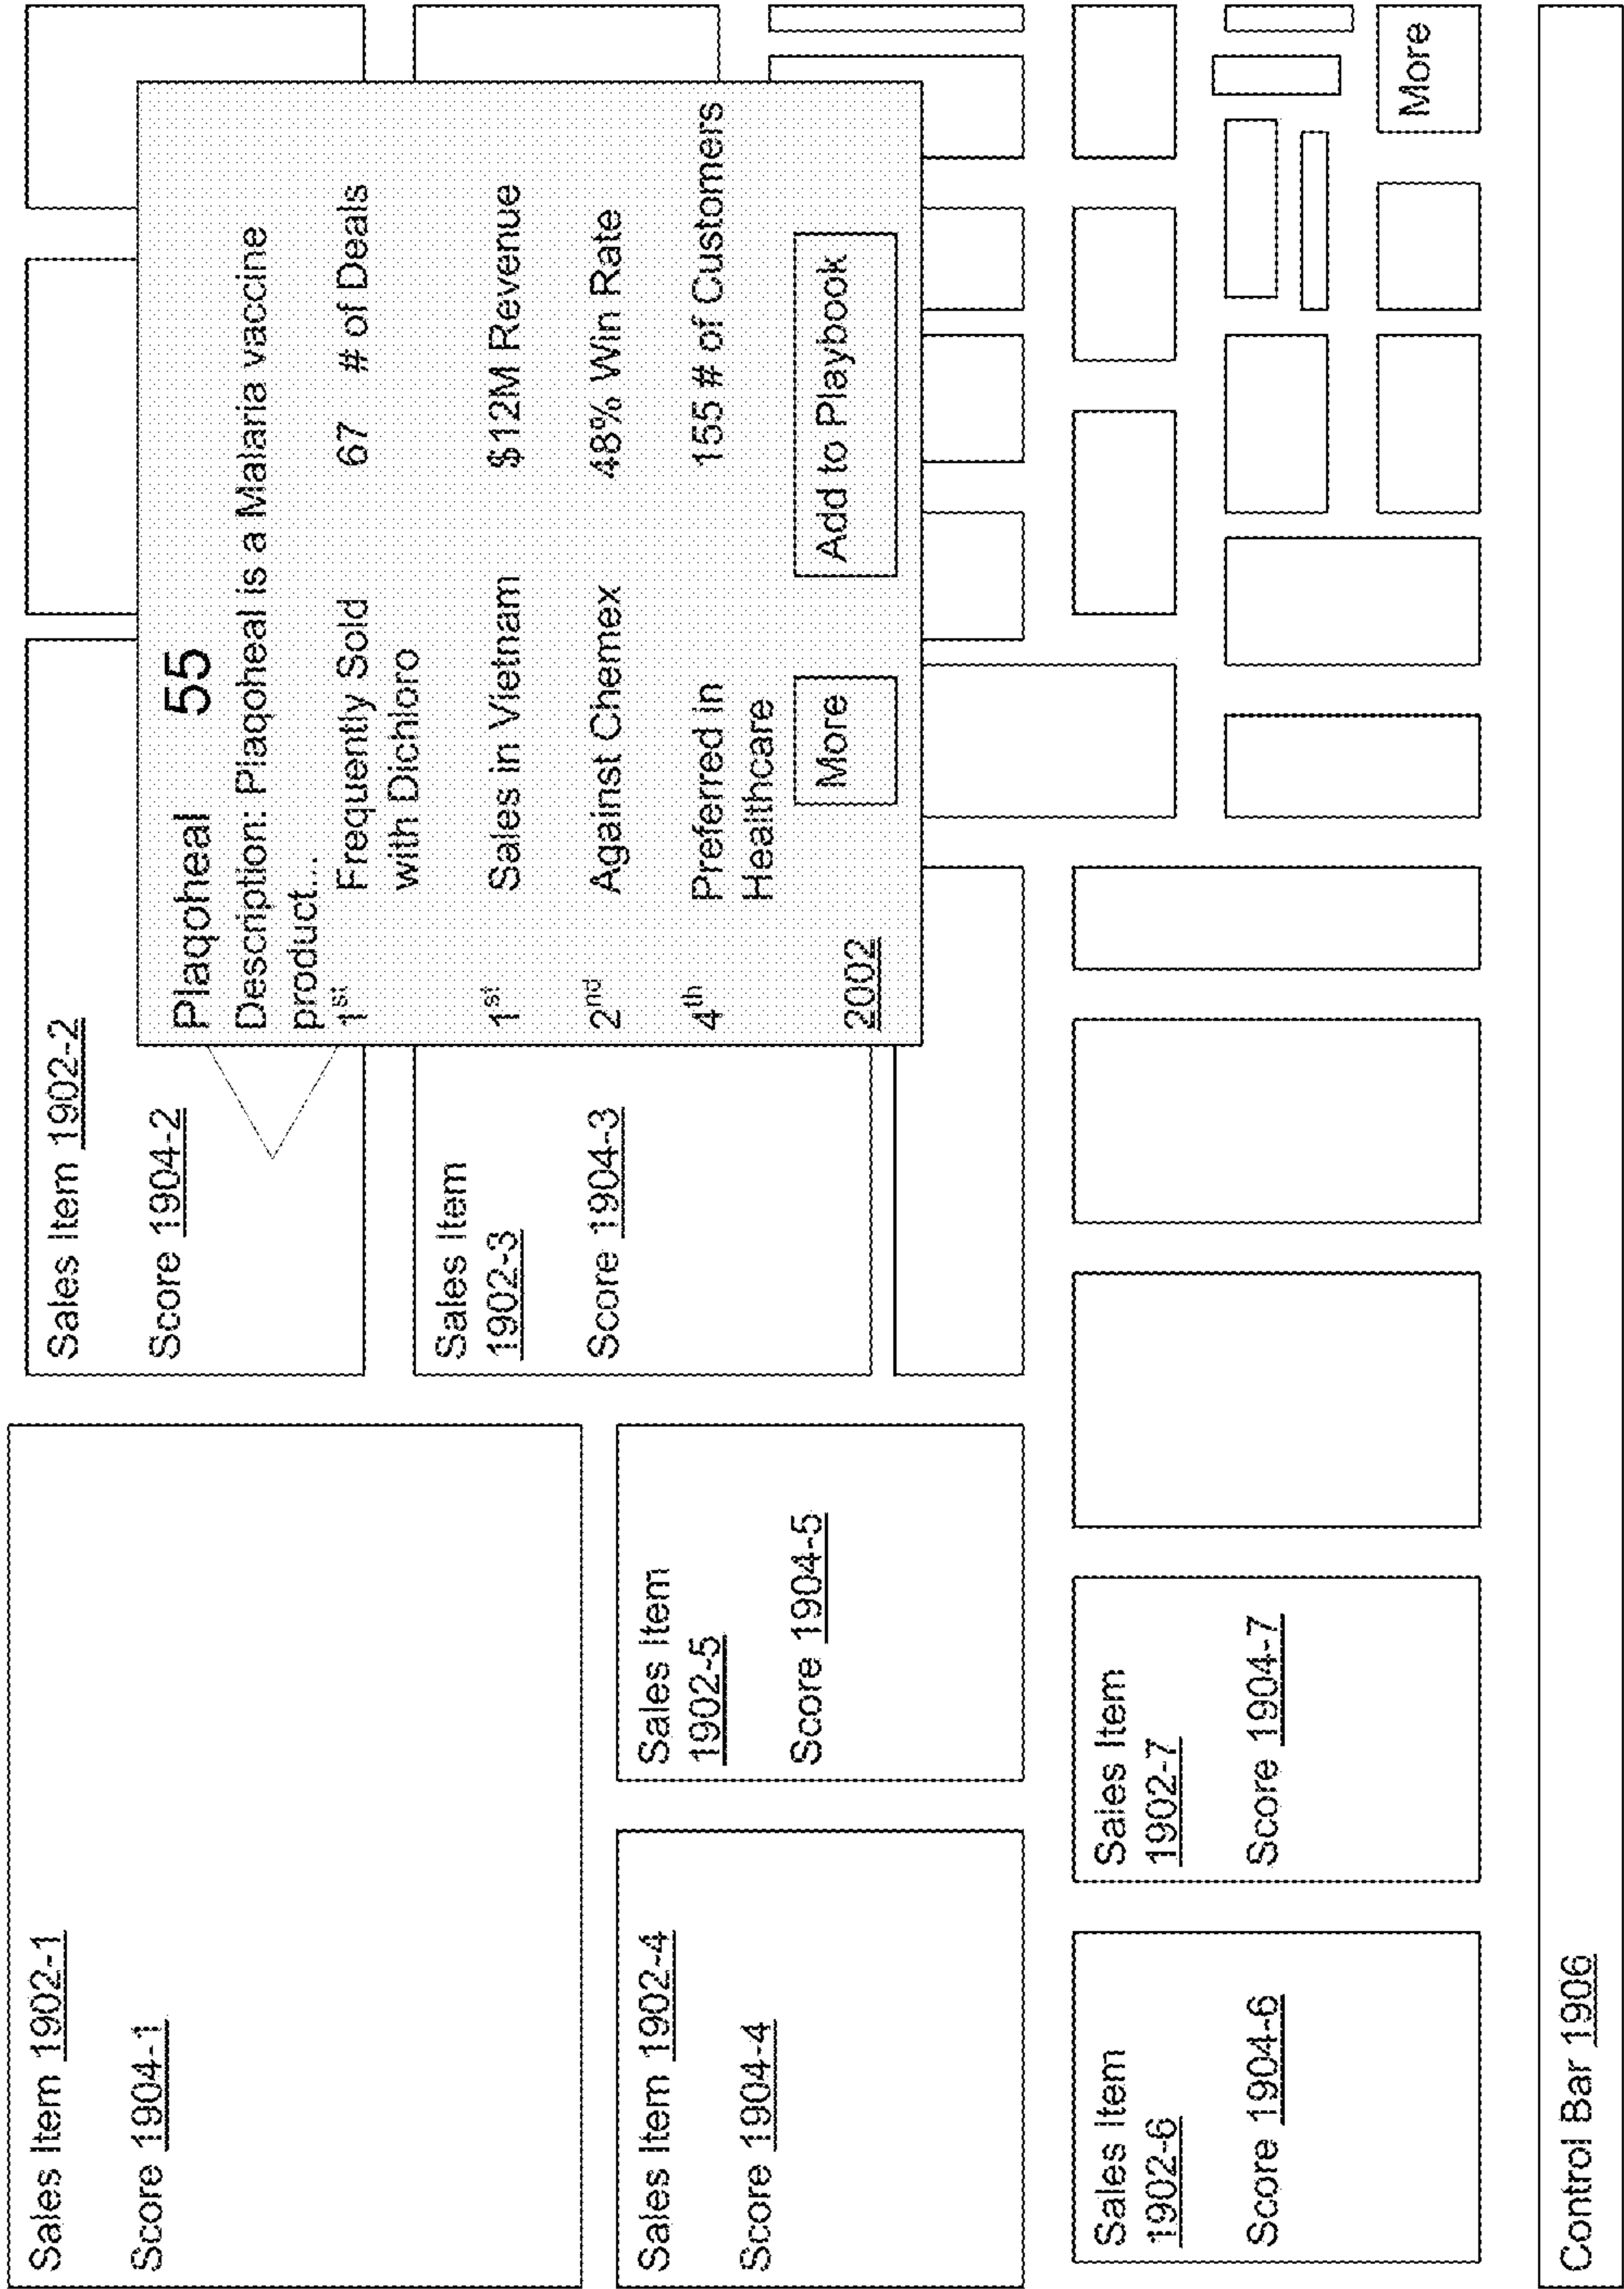 Sales Item 1902-1
Score 1904-1
Sales Item 1902-2
Score 1904-2
Plaqoheal 55
Description: Plaqoheal is a Malaria vaccine
product...
1st Frequently Sold 67 # of Deals
with Dichloro
1st Sales in Vietnam $12M Revenue
2nd Against Chemex 48% Win Rate
4th Preferred in 155 # of Customers
Healthcare
2002 More Add to Playbook
Sales Item
1902-3
Score 1904-3
Sales Item 1902-4
Score 1904-4
Sales Item
1902-5
Score 1904-5
Sales Item
1902-6
Score 1904-6
Sales Item
1902-7
Score 1904-7
More
Control Bar 1906